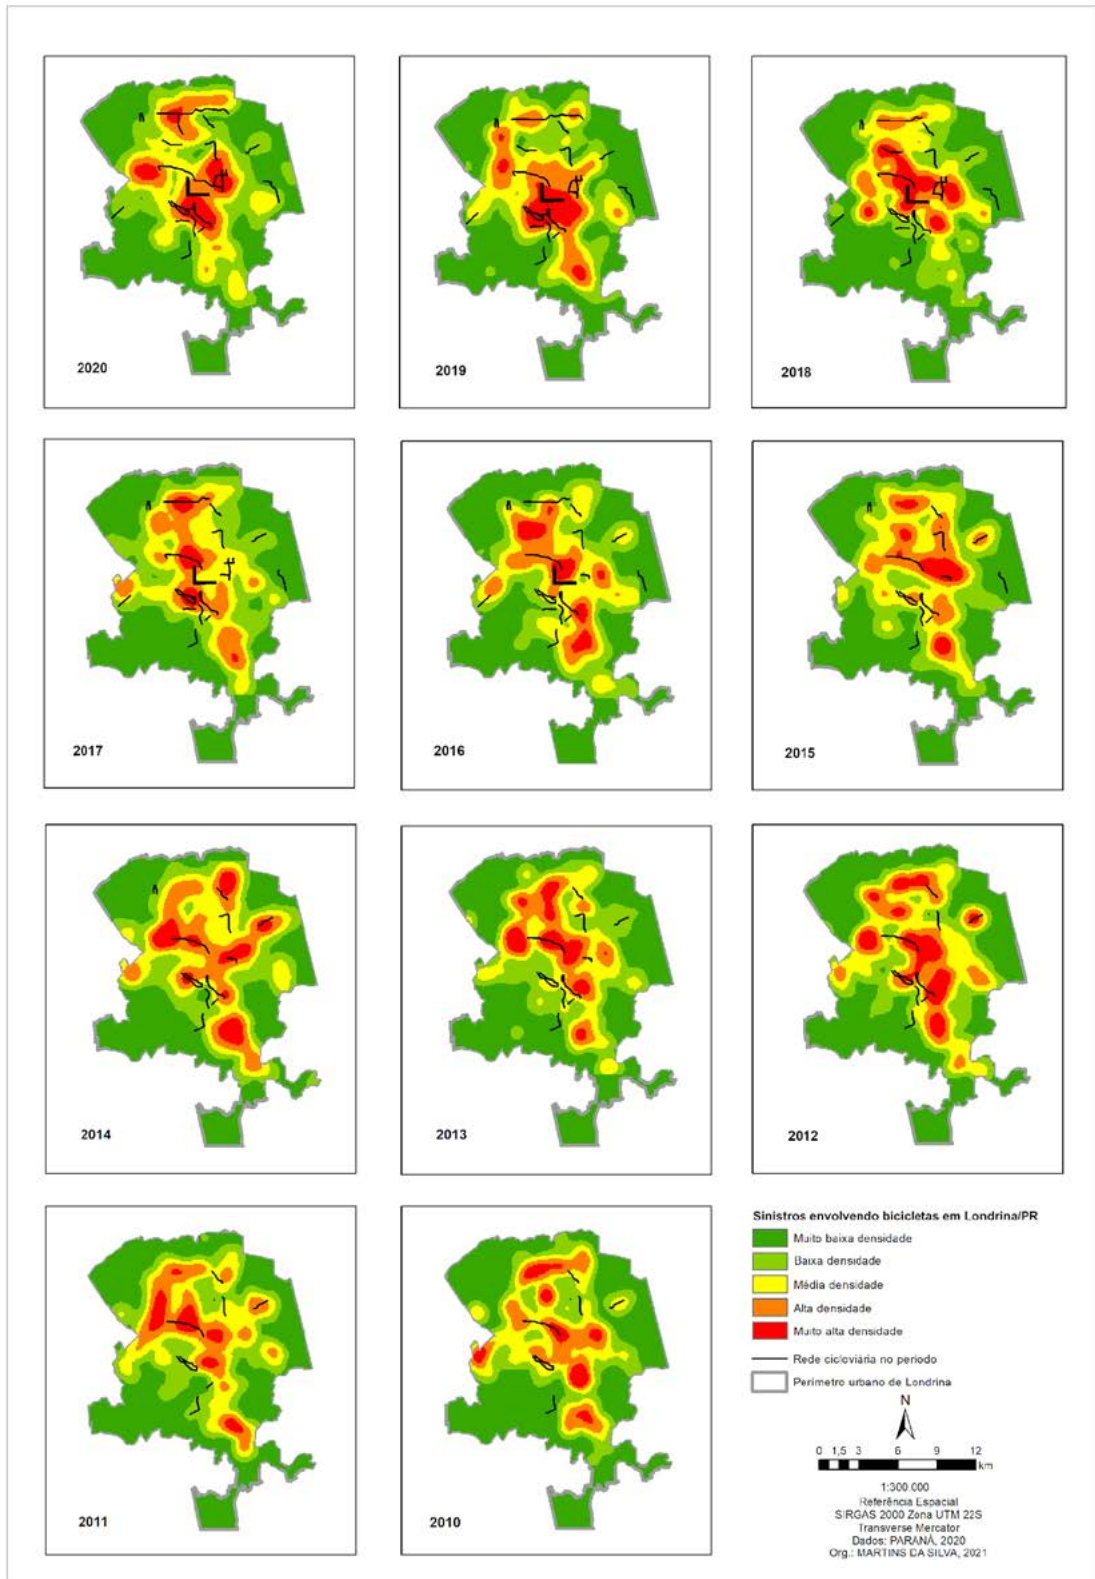 2020
2019
2018
2017
2016
2015
2014
2013
2012
2011
2010
Sinistros envolvendo bicicletas em Londrina/PR
Muito baixa densidade
Baixa densidade
Média densidade
Alta densidade
Muito alta densidade
Rede cicloviária no período
Perímetro urbano de Londrina
N
0 1,5 3 6 9 12
km
1:300.000
Referência Espacial
SIRGAS 2000 Zona UTM 22S
Transverse Mercator
Dados: PARANÁ, 2020
Org.: MARTINS DA SILVA, 2021